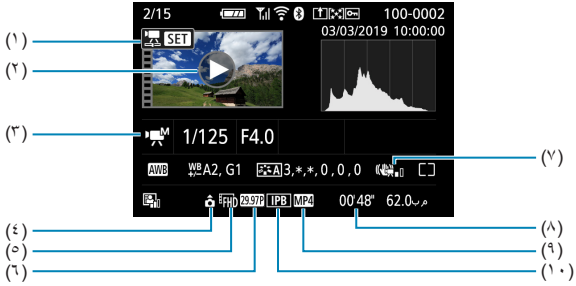 2/15 100-0002
03/03/2019 10:00:00
(١) SET
(٢)
(٣) M 1/125 F4.0
(٧)
AWB WB +/- A2, G1 A 3,*,*,0,0,0
FHD 29.97P IPB MP4 00'48" 62.0 م.ب
(٤) (٨)
(٥) (٩)
(٦) (١٠)